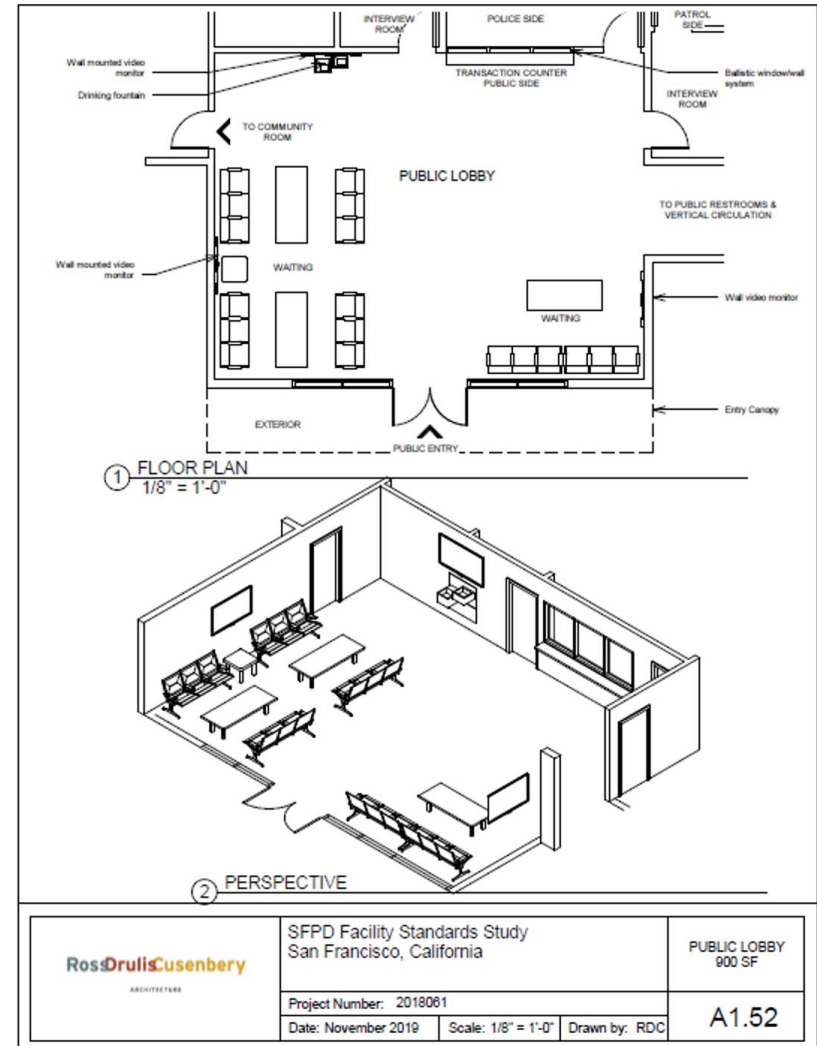 INTERVIEW
ROOM
POLICE SIDE
PATROL
SIDE
Wall mounted video
monitor
Drinking fountain
TRANSACTION COUNTER
PUBLIC SIDE
Ballistic window/wall
system
INTERVIEW
ROOM
TO COMMUNITY
ROOM
PUBLIC LOBBY
TO PUBLIC RESTROOMS &
VERTICAL CIRCULATION
Wall mounted video
monitor
WAITING
Wall video monitor
WAITING
EXTERIOR
Entry Canopy
PUBLIC ENTRY
1 FLOOR PLAN
1/8" = 1'-0"
2 PERSPECTIVE
RossDrulisCusenbery
ARCHITECTURE
SFPD Facility Standards Study
San Francisco, California
PUBLIC LOBBY
900 SF
Project Number: 2018061
Date: November 2019
Scale: 1/8" = 1'-0"
Drawn by: RDC
A1.52